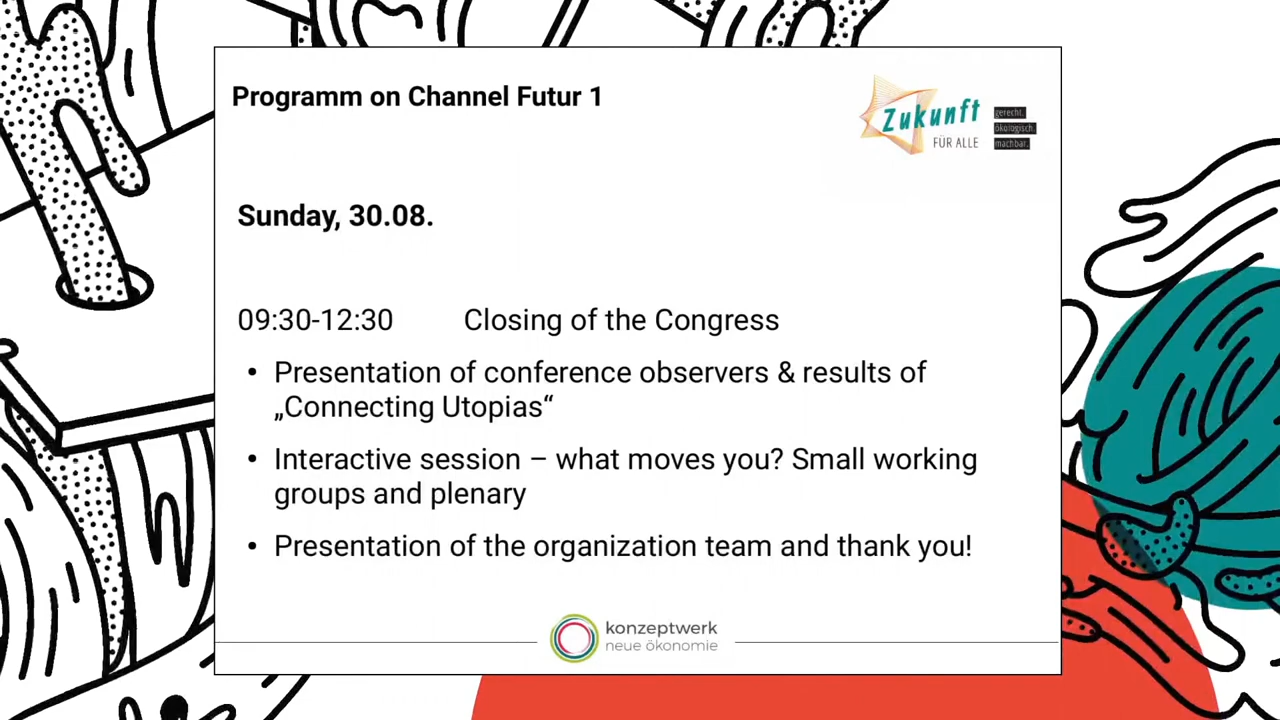 Programm on Channel Futur 1
Zukunft
FÜR ALLE
gerecht.
ökologisch.
machbar.
Sunday, 30.08.
09:30-12:30 Closing of the Congress
• Presentation of conference observers & results of
„Connecting Utopias“
• Interactive session – what moves you? Small working
groups and plenary
• Presentation of the organization team and thank you!
konzeptwerk
neue ökonomie